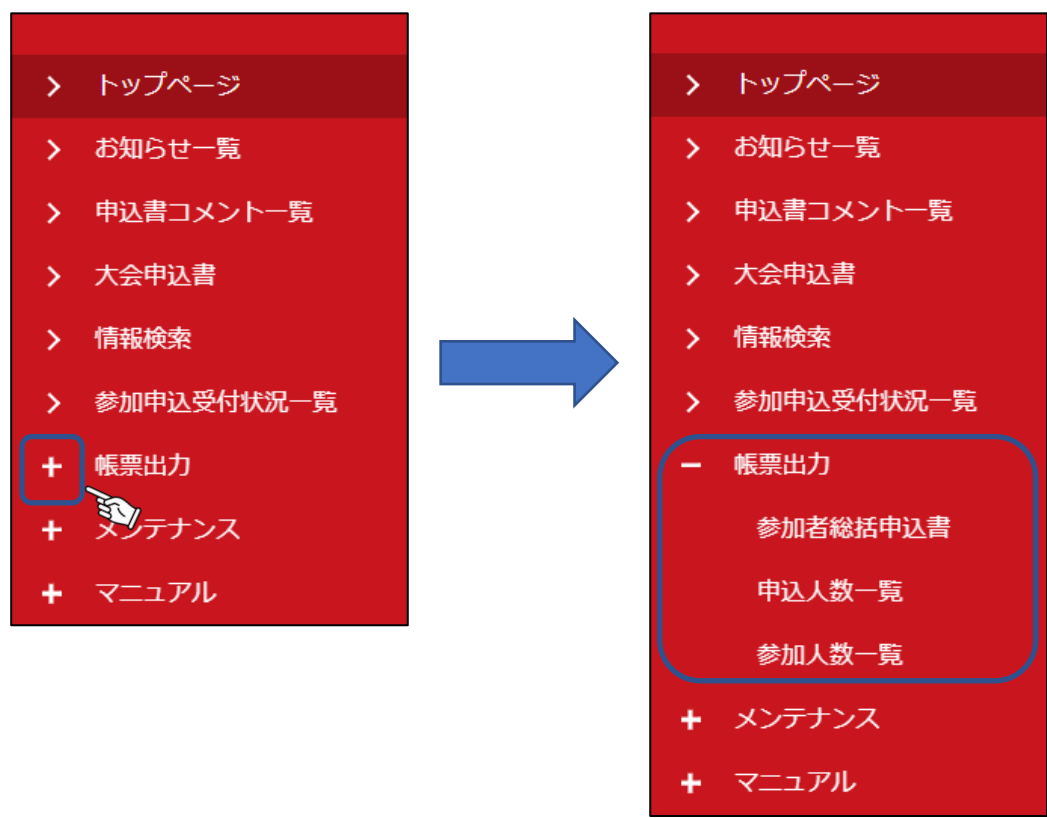 トップページ
お知らせ一覧
申込書コメント一覧
大会申込書
情報検索
参加申込受付状況一覧
帳票出力
メンテナンス
マニュアル
トップページ
お知らせ一覧
申込書コメント一覧
大会申込書
情報検索
参加申込受付状況一覧
帳票出力
参加者総括申込書
申込人数一覧
参加人数一覧
メンテナンス
マニュアル